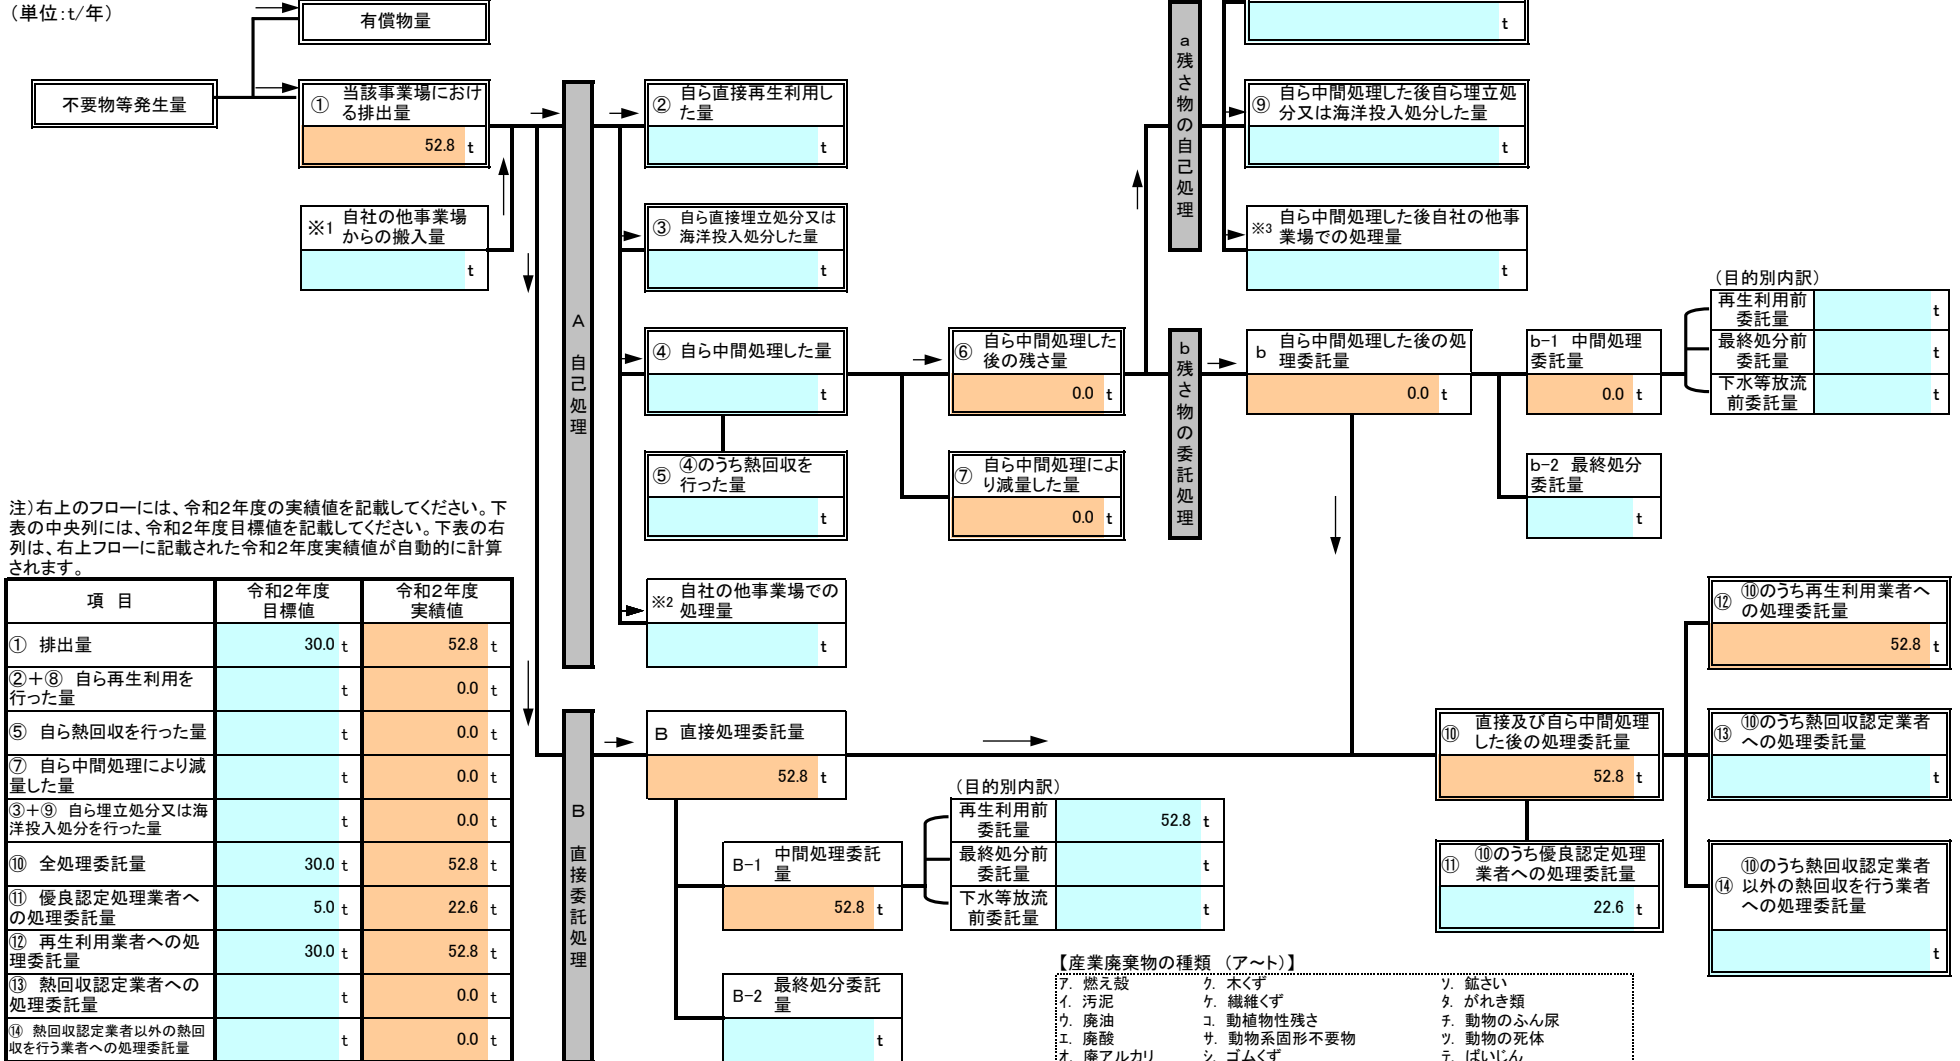 (単位:t/年)
有償物量
不要物等発生量
① 当該事業場におけ
る排出量
52.8 t
※1 自社の他事業場
からの搬入量
t
A 自己処理
② 自ら直接再生利用し
た量
t
③ 自ら直接埋立処分又は
海洋投入処分した量
t
④ 自ら中間処理した量
t
⑤ ④のうち熱回収を
行った量
t
※2 自社の他事業場での
処理量
t
⑥ 自ら中間処理した
後の残さ量
0.0 t
⑦ 自ら中間処理によ
り減量した量
0.0 t
a 残さ物の自己処理
t
⑨ 自ら中間処理した後自ら埋立処
分又は海洋投入処分した量
t
※3 自ら中間処理した後自社の他事
業場での処理量
t
b 残さ物の委託処理
b 自ら中間処理した後の処
理委託量
0.0 t
b-1 中間処理
委託量
0.0 t
b-2 最終処分
委託量
t
(目的別内訳)
再生利用前
委託量 t
最終処分前
委託量 t
下水等放流
前委託量 t
注)右上のフローには、令和2年度の実績値を記載してください。下
表の中央列には、令和2年度目標値を記載してください。下表の右
列は、右上フローに記載された令和2年度実績値が自動的に計算
されます。
項 目 令和2年度 令和2年度
目標値 実績値
① 排出量 30.0 t 52.8 t
②+⑧ 自ら再生利用を
行った量 t 0.0 t
⑤ 自ら熱回収を行った量 t 0.0 t
⑦ 自ら中間処理により減
量した量 t 0.0 t
③+⑨ 自ら埋立処分又は海
洋投入処分を行った量 t 0.0 t
⑩ 全処理委託量 30.0 t 52.8 t
⑪ 優良認定処理業者へ
の処理委託量 5.0 t 22.6 t
⑫ 再生利用業者への処
理委託量 30.0 t 52.8 t
⑬ 熱回収認定業者への
処理委託量 t 0.0 t
⑭ 熱回収認定業者以外の熱回
収を行う業者への処理委託量 t 0.0 t
B 直接委託処理
B 直接処理委託量
52.8 t
B-1 中間処理委託
量
52.8 t
B-2 最終処分委託
量
t
(目的別内訳)
再生利用前
委託量 52.8 t
最終処分前
委託量 t
下水等放流
前委託量 t
⑩ 直接及び自ら中間処理
した後の処理委託量
52.8 t
⑪ ⑩のうち優良認定処理
業者への処理委託量
22.6 t
⑫ ⑩のうち再生利用業者へ
の処理委託量
52.8 t
⑬ ⑩のうち熱回収認定業者
への処理委託量
t
⑭ ⑩のうち熱回収認定業者
以外の熱回収を行う業者
への処理委託量
t
【産業廃棄物の種類 (ア~ト)】
ア. 燃え殻 ク. 木くず ソ. 鉱さい
イ. 汚泥 ケ. 繊維くず タ. がれき類
ウ. 廃油 コ. 動植物性残さ チ. 動物のふん尿
エ. 廃酸 サ. 動物系固形不要物 ツ. 動物の死体
オ. 廃アルカリ シ. ゴムくず テ. ばいじん